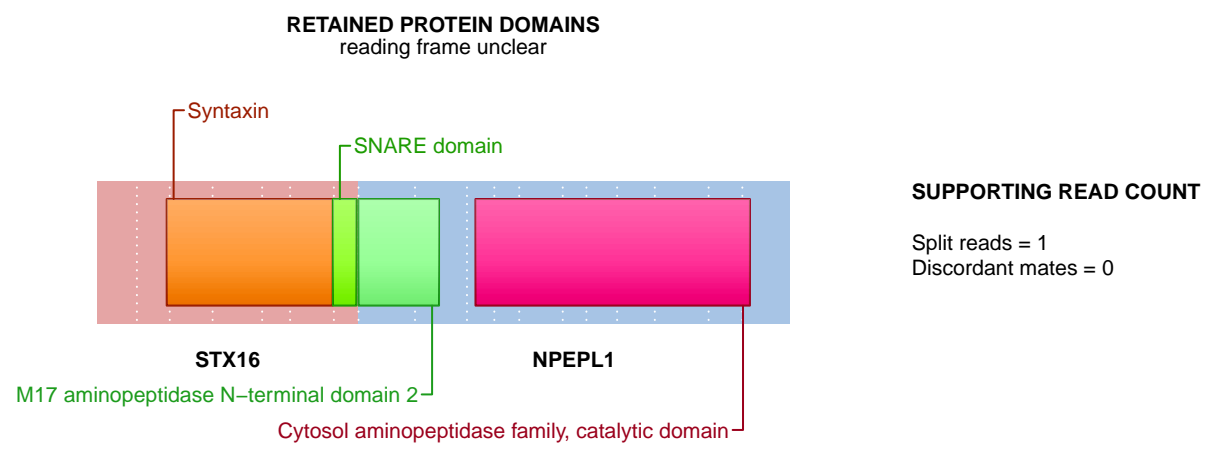 RETAINED PROTEIN DOMAINS
reading frame unclear
Syntaxin
SNARE domain
SUPPORTING READ COUNT
Split reads = 1
Discordant mates = 0
STX16
NPEPL1
M17 aminopeptidase N−terminal domain 2
Cytosol aminopeptidase family, catalytic domain